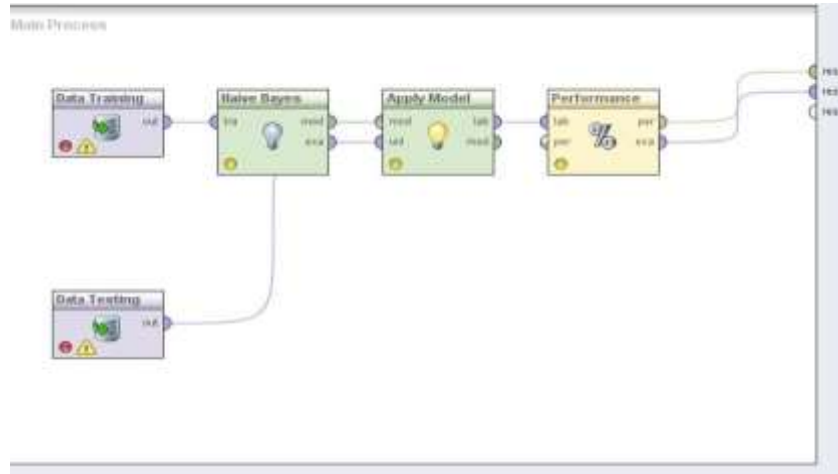 Main Process
Data Training
out
Naive Bayes
tra
mod
exa
Apply Model
mod
unl
lab
mod
Performance
lab
per
per
exa
res
res
res
Data Testing
out